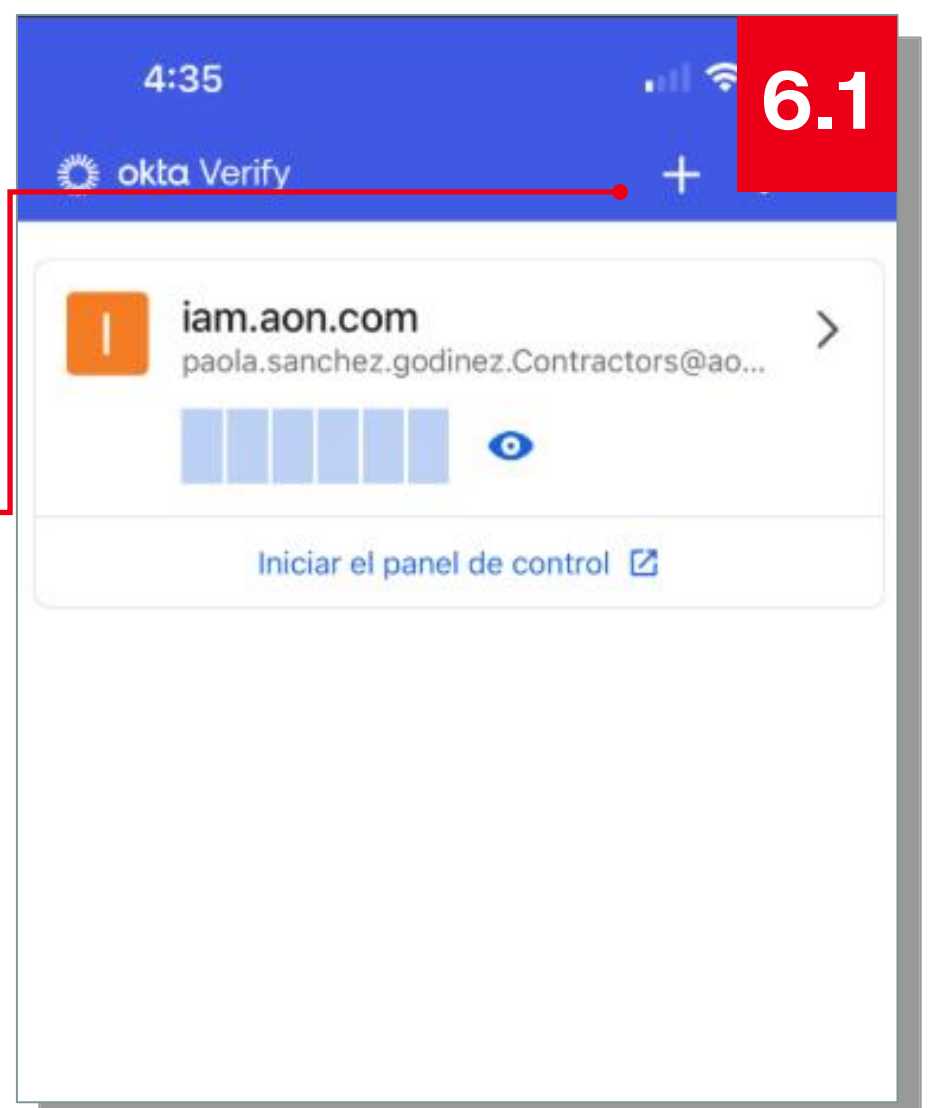 4:35
6.1
okta Verify
I
iam.aon.com
paola.sanchez.godinez.Contractors@ao...
Iniciar el panel de control